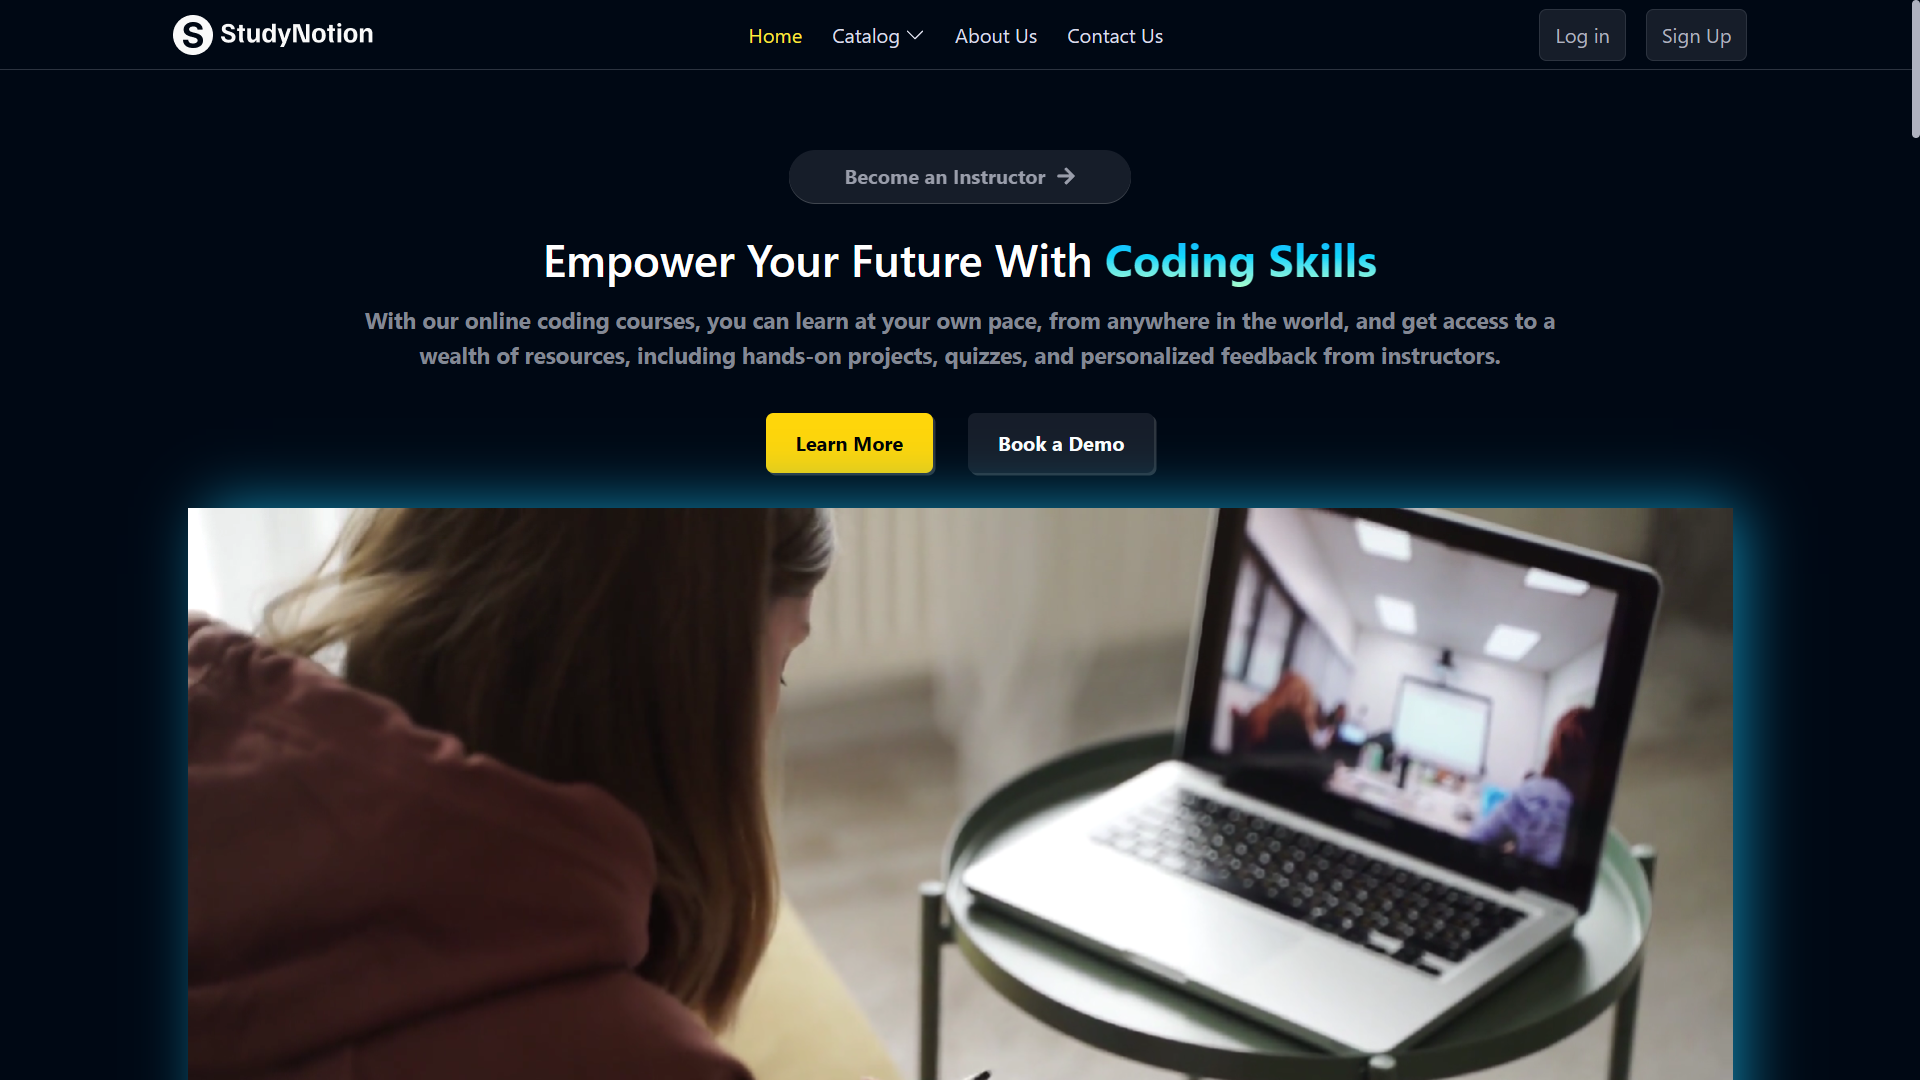 S StudyNotion
Home Catalog About Us Contact Us
Log in Sign Up
Become an Instructor →
Empower Your Future With Coding Skills
With our online coding courses, you can learn at your own pace, from anywhere in the world, and get access to a
wealth of resources, including hands-on projects, quizzes, and personalized feedback from instructors.
Learn More Book a Demo